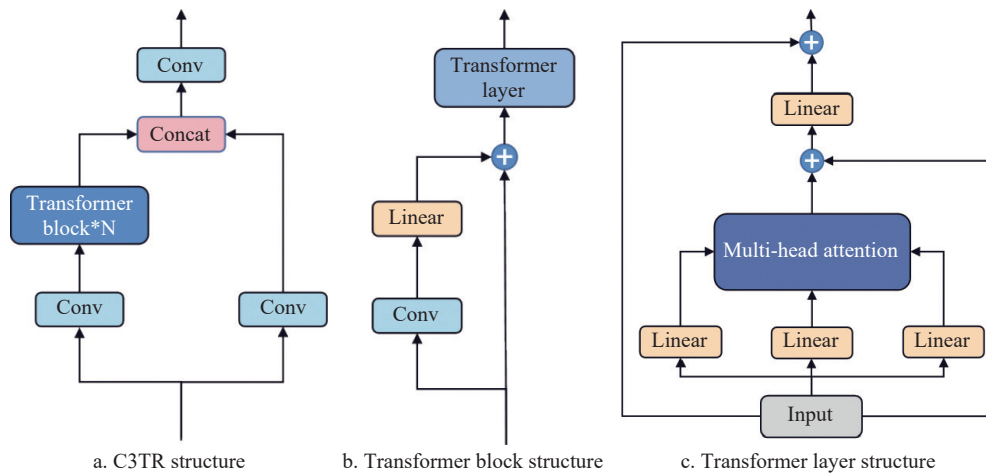 Conv
Concat
Transformer
block*N
Conv
Conv
a. C3TR structure
Transformer
layer
+
Linear
Conv
b. Transformer block structure
+
Linear
+
Multi-head attention
Linear
Linear
Linear
Input
c. Transformer layer structure